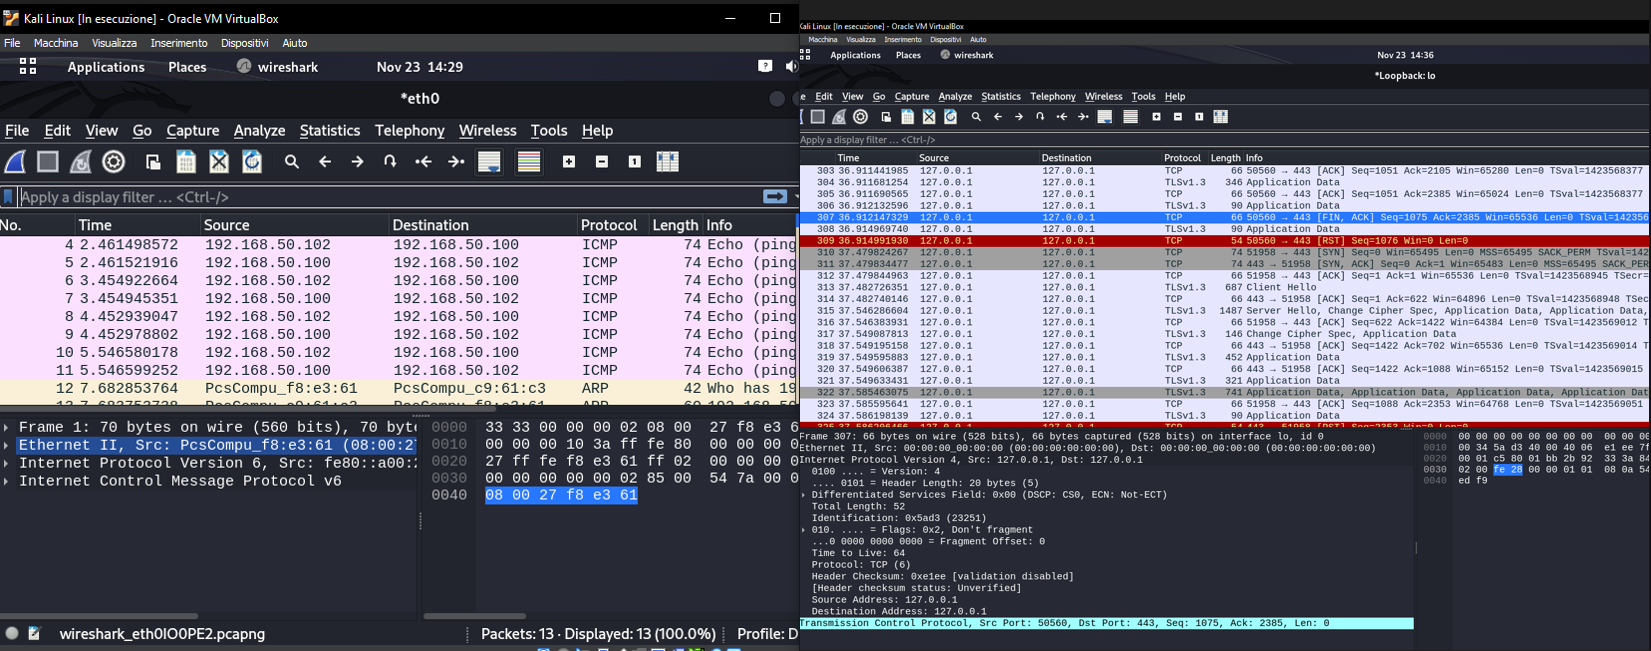 Kali Linux [In esecuzione] - Oracle VM VirtualBox
File Macchina Visualizza Inserimento Dispositivi Aiuto
Applications Places wireshark Nov 23 14:29
*eth0
File Edit View Go Capture Analyze Statistics Telephony Wireless Tools Help
Apply a display filter ... <Ctrl-/>
No. Time Source Destination Protocol Length Info
4 2.461498572 192.168.50.102 192.168.50.100 ICMP 74 Echo (ping
5 2.461521916 192.168.50.100 192.168.50.102 ICMP 74 Echo (ping
6 3.454922664 192.168.50.102 192.168.50.100 ICMP 74 Echo (ping
7 3.454945351 192.168.50.100 192.168.50.102 ICMP 74 Echo (ping
8 4.452939047 192.168.50.102 192.168.50.100 ICMP 74 Echo (ping
9 4.452978802 192.168.50.100 192.168.50.102 ICMP 74 Echo (ping
10 5.546580178 192.168.50.102 192.168.50.100 ICMP 74 Echo (ping
11 5.546599252 192.168.50.100 192.168.50.102 ICMP 74 Echo (ping
12 7.682853764 PcsCompu_f8:e3:61 PcsCompu_c9:61:c3 ARP 42 Who has 19
Frame 1: 70 bytes on wire (560 bits), 70 byte
Ethernet II, Src: PcsCompu_f8:e3:61 (08:00:27
Internet Protocol Version 6, Src: fe80::a00:2
Internet Control Message Protocol v6
0000 33 33 00 00 00 02 08 00 27 f8 e3 6
0010 00 00 00 10 3a ff fe 80 00 00 00 0
0020 27 ff fe f8 e3 61 ff 02 00 00 00 0
0030 00 00 00 00 00 02 85 00 54 7a 00 0
0040 08 00 27 f8 e3 61
wireshark_eth0IO0PE2.pcapng Packets: 13 · Displayed: 13 (100.0%) Profile: D
Kali Linux [In esecuzione] - Oracle VM VirtualBox
Macchina Visualizza Inserimento Dispositivi Aiuto
Applications Places wireshark Nov 23 14:36
*Loopback: lo
e Edit View Go Capture Analyze Statistics Telephony Wireless Tools Help
Apply a display filter ... <Ctrl-/>
Time Source Destination Protocol Length Info
303 36.911441985 127.0.0.1 127.0.0.1 TCP 66 50560 → 443 [ACK] Seq=1051 Ack=2105 Win=65280 Len=0 TSval=1423568377
304 36.911681254 127.0.0.1 127.0.0.1 TLSv1.3 346 Application Data
305 36.911690565 127.0.0.1 127.0.0.1 TCP 66 50560 → 443 [ACK] Seq=1051 Ack=2385 Win=65024 Len=0 TSval=1423568377
306 36.912132596 127.0.0.1 127.0.0.1 TLSv1.3 90 Application Data
307 36.912147329 127.0.0.1 127.0.0.1 TCP 66 50560 → 443 [FIN, ACK] Seq=1075 Ack=2385 Win=65536 Len=0 TSval=142356
308 36.914969740 127.0.0.1 127.0.0.1 TLSv1.3 90 Application Data
309 36.914991930 127.0.0.1 127.0.0.1 TCP 54 50560 → 443 [RST] Seq=1076 Win=0 Len=0
310 37.479824267 127.0.0.1 127.0.0.1 TCP 74 51958 → 443 [SYN] Seq=0 Win=65495 Len=0 MSS=65495 SACK_PERM TSval=142
311 37.479834477 127.0.0.1 127.0.0.1 TCP 74 443 → 51958 [SYN, ACK] Seq=0 Ack=1 Win=65483 Len=0 MSS=65495 SACK_PER
312 37.479844963 127.0.0.1 127.0.0.1 TCP 66 51958 → 443 [ACK] Seq=1 Ack=1 Win=65536 Len=0 TSval=1423568945 TSecr=
313 37.482726351 127.0.0.1 127.0.0.1 TLSv1.3 687 Client Hello
314 37.482740146 127.0.0.1 127.0.0.1 TCP 66 443 → 51958 [ACK] Seq=1 Ack=622 Win=64896 Len=0 TSval=1423568948 TSec
315 37.546286604 127.0.0.1 127.0.0.1 TLSv1.3 1487 Server Hello, Change Cipher Spec, Application Data, Application Data,
316 37.546383931 127.0.0.1 127.0.0.1 TCP 66 51958 → 443 [ACK] Seq=622 Ack=1422 Win=64384 Len=0 TSval=1423569012 T
317 37.549087813 127.0.0.1 127.0.0.1 TLSv1.3 146 Change Cipher Spec, Application Data
318 37.549195158 127.0.0.1 127.0.0.1 TCP 66 443 → 51958 [ACK] Seq=1422 Ack=702 Win=65536 Len=0 TSval=1423569014 T
319 37.549595883 127.0.0.1 127.0.0.1 TLSv1.3 452 Application Data
320 37.549606387 127.0.0.1 127.0.0.1 TCP 66 443 → 51958 [ACK] Seq=1422 Ack=1088 Win=65152 Len=0 TSval=1423569015
321 37.549633431 127.0.0.1 127.0.0.1 TLSv1.3 321 Application Data
322 37.585463075 127.0.0.1 127.0.0.1 TLSv1.3 741 Application Data, Application Data, Application Data, Application Data
323 37.585595641 127.0.0.1 127.0.0.1 TCP 66 51958 → 443 [ACK] Seq=1088 Ack=2353 Win=64768 Len=0 TSval=1423569051
324 37.586198139 127.0.0.1 127.0.0.1 TLSv1.3 90 Application Data
Frame 307: 66 bytes on wire (528 bits), 66 bytes captured (528 bits) on interface lo, id 0
Ethernet II, Src: 00:00:00_00:00:00 (00:00:00:00:00:00), Dst: 00:00:00_00:00:00 (00:00:00:00:00:00)
Internet Protocol Version 4, Src: 127.0.0.1, Dst: 127.0.0.1
0100 .... = Version: 4
.... 0101 = Header Length: 20 bytes (5)
Differentiated Services Field: 0x00 (DSCP: CS0, ECN: Not-ECT)
Total Length: 52
Identification: 0x5ad3 (23251)
010. .... = Flags: 0x2, Don't fragment
...0 0000 0000 0000 = Fragment Offset: 0
Time to Live: 64
Protocol: TCP (6)
Header Checksum: 0xe1ee [validation disabled]
[Header checksum status: Unverified]
Source Address: 127.0.0.1
Destination Address: 127.0.0.1
Transmission Control Protocol, Src Port: 50560, Dst Port: 443, Seq: 1075, Ack: 2385, Len: 0
0000 00 00 00 00 00 00 00 00 00 00 00
0010 00 34 5a d3 40 00 40 06 e1 ee 7f
0020 00 01 c5 80 01 bb 2b 92 33 3a 84
0030 02 00 fe 28 00 00 01 01 08 0a 54
0040 ed f9